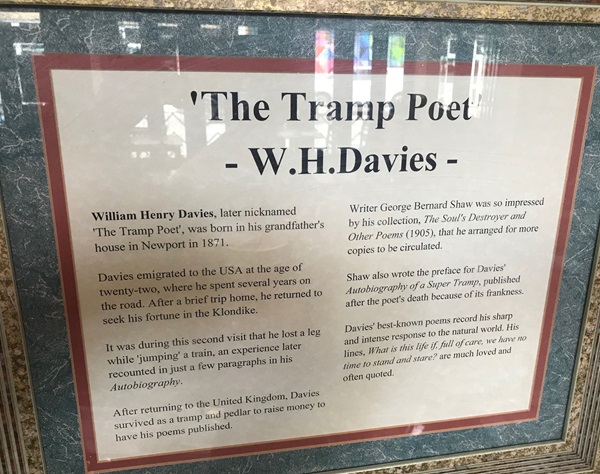 'The Tramp Poet'
- W.H.Davies -
William Henry Davies, later nicknamed
'The Tramp Poet', was born in his grandfather's
house in Newport in 1871.
Davies emigrated to the USA at the age of
twenty-two, where he spent several years on
the road. After a brief trip home, he returned to
seek his fortune in the Klondike.
It was during this second visit that he lost a leg
while 'jumping' a train, an experience later
recounted in just a few paragraphs in his
Autobiography.
After returning to the United Kingdom, Davies
survived as a tramp and pedlar to raise money to
have his poems published.
Writer George Bernard Shaw was so impressed
by his collection, The Soul's Destroyer and
Other Poems (1905), that he arranged for more
copies to be circulated.
Shaw also wrote the preface for Davies'
Autobiography of a Super Tramp, published
after the poet's death because of its frankness.
Davies' best-known poems record his sharp
and intense response to the natural world. His
lines, What is this life if, full of care, we have no
time to stand and stare? are much loved and
often quoted.